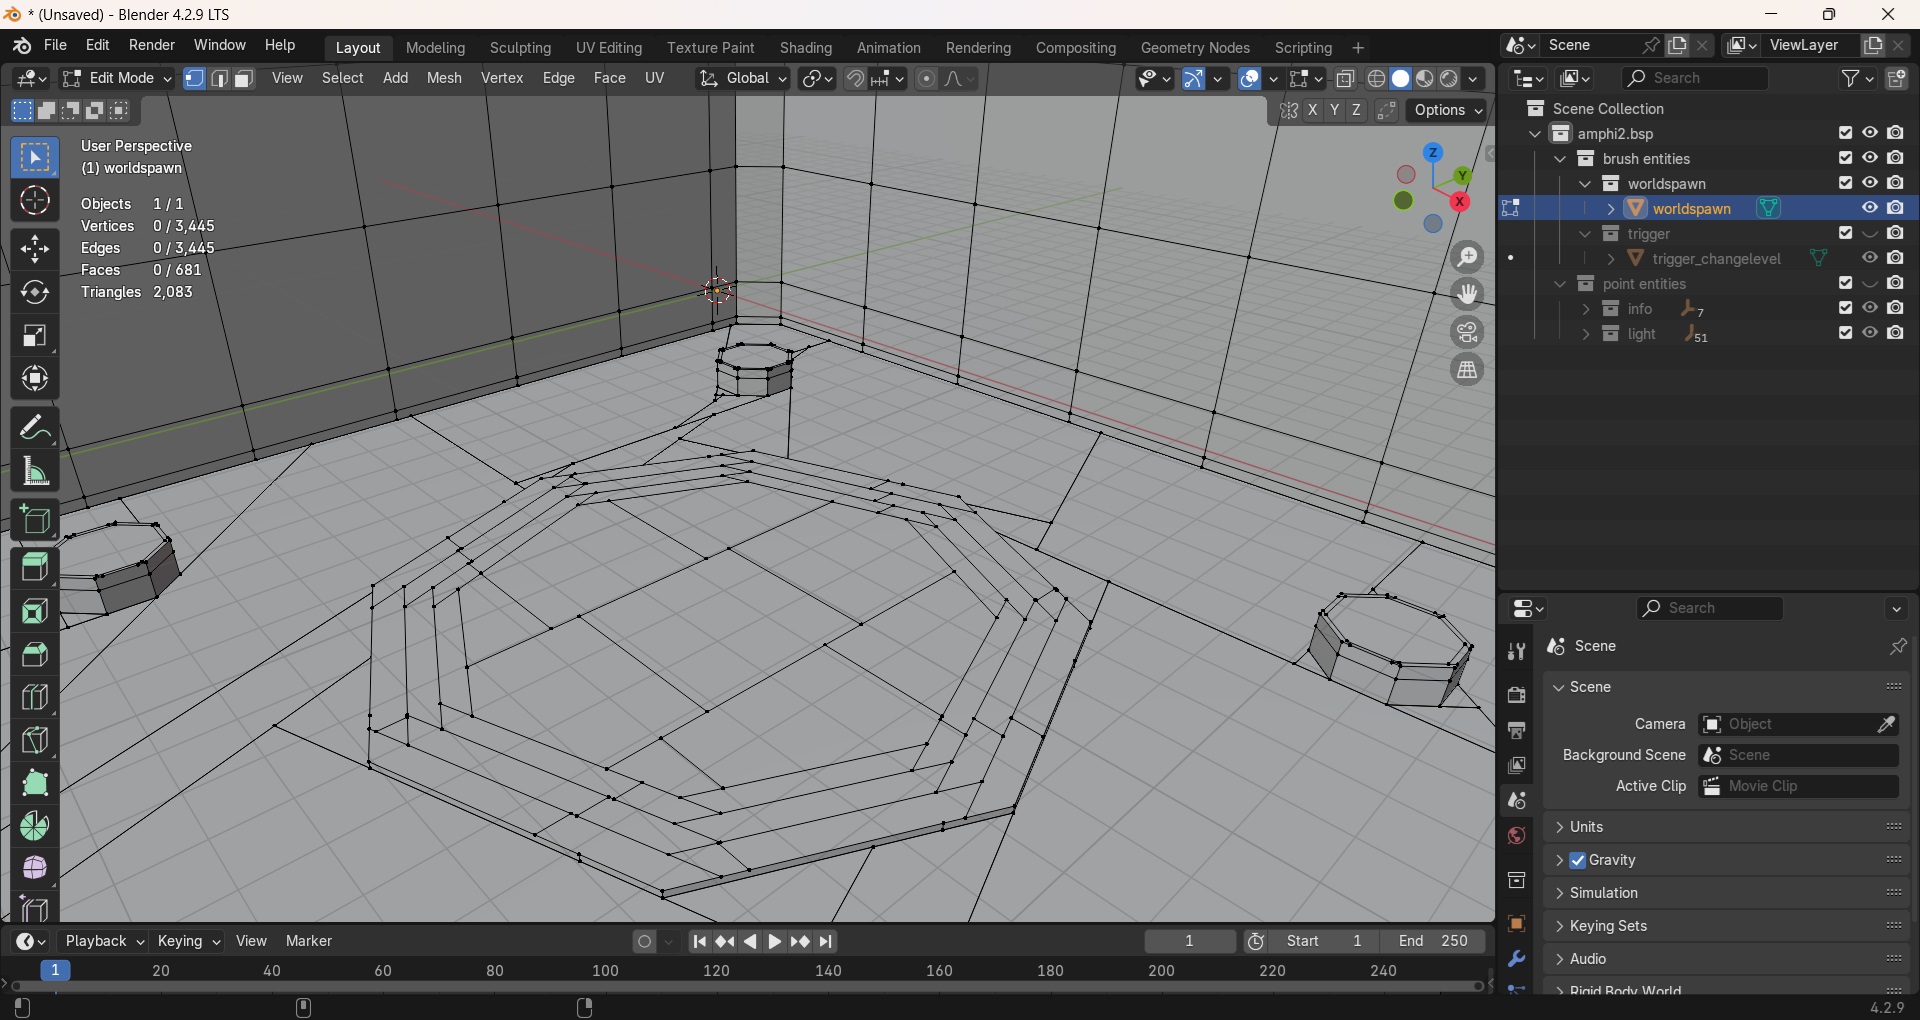 * (Unsaved) - Blender 4.2.9 LTS
File Edit Render Window Help Layout Modeling Sculpting UV Editing Texture Paint Shading Animation Rendering Compositing Geometry Nodes Scripting + Scene ViewLayer
Edit Mode View Select Add Mesh Vertex Edge Face UV Global Search
X Y Z Options
User Perspective
(1) worldspawn
Objects 1 / 1
Vertices 0 / 3,445
Edges 0 / 3,445
Faces 0 / 681
Triangles 2,083
Z
Y
X
Scene Collection
amphi2.bsp
brush entities
worldspawn
worldspawn
trigger
trigger_changelevel
point entities
info 7
light 51
Search
Scene
Scene
Camera Object
Background Scene Scene
Active Clip Movie Clip
Units
Gravity
Simulation
Keying Sets
Audio
Rigid Body World
Playback Keying View Marker 1 Start 1 End 250
1 20 40 60 80 100 120 140 160 180 200 220 240
4.2.9